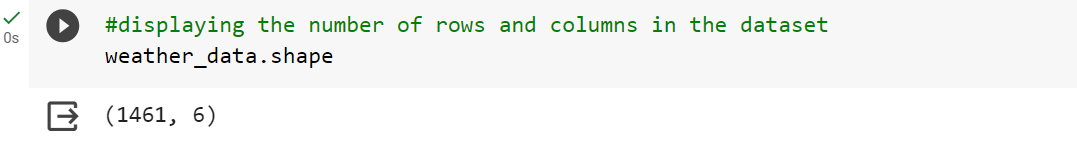 #displaying the number of rows and columns in the dataset
0s
weather_data.shape
(1461, 6)